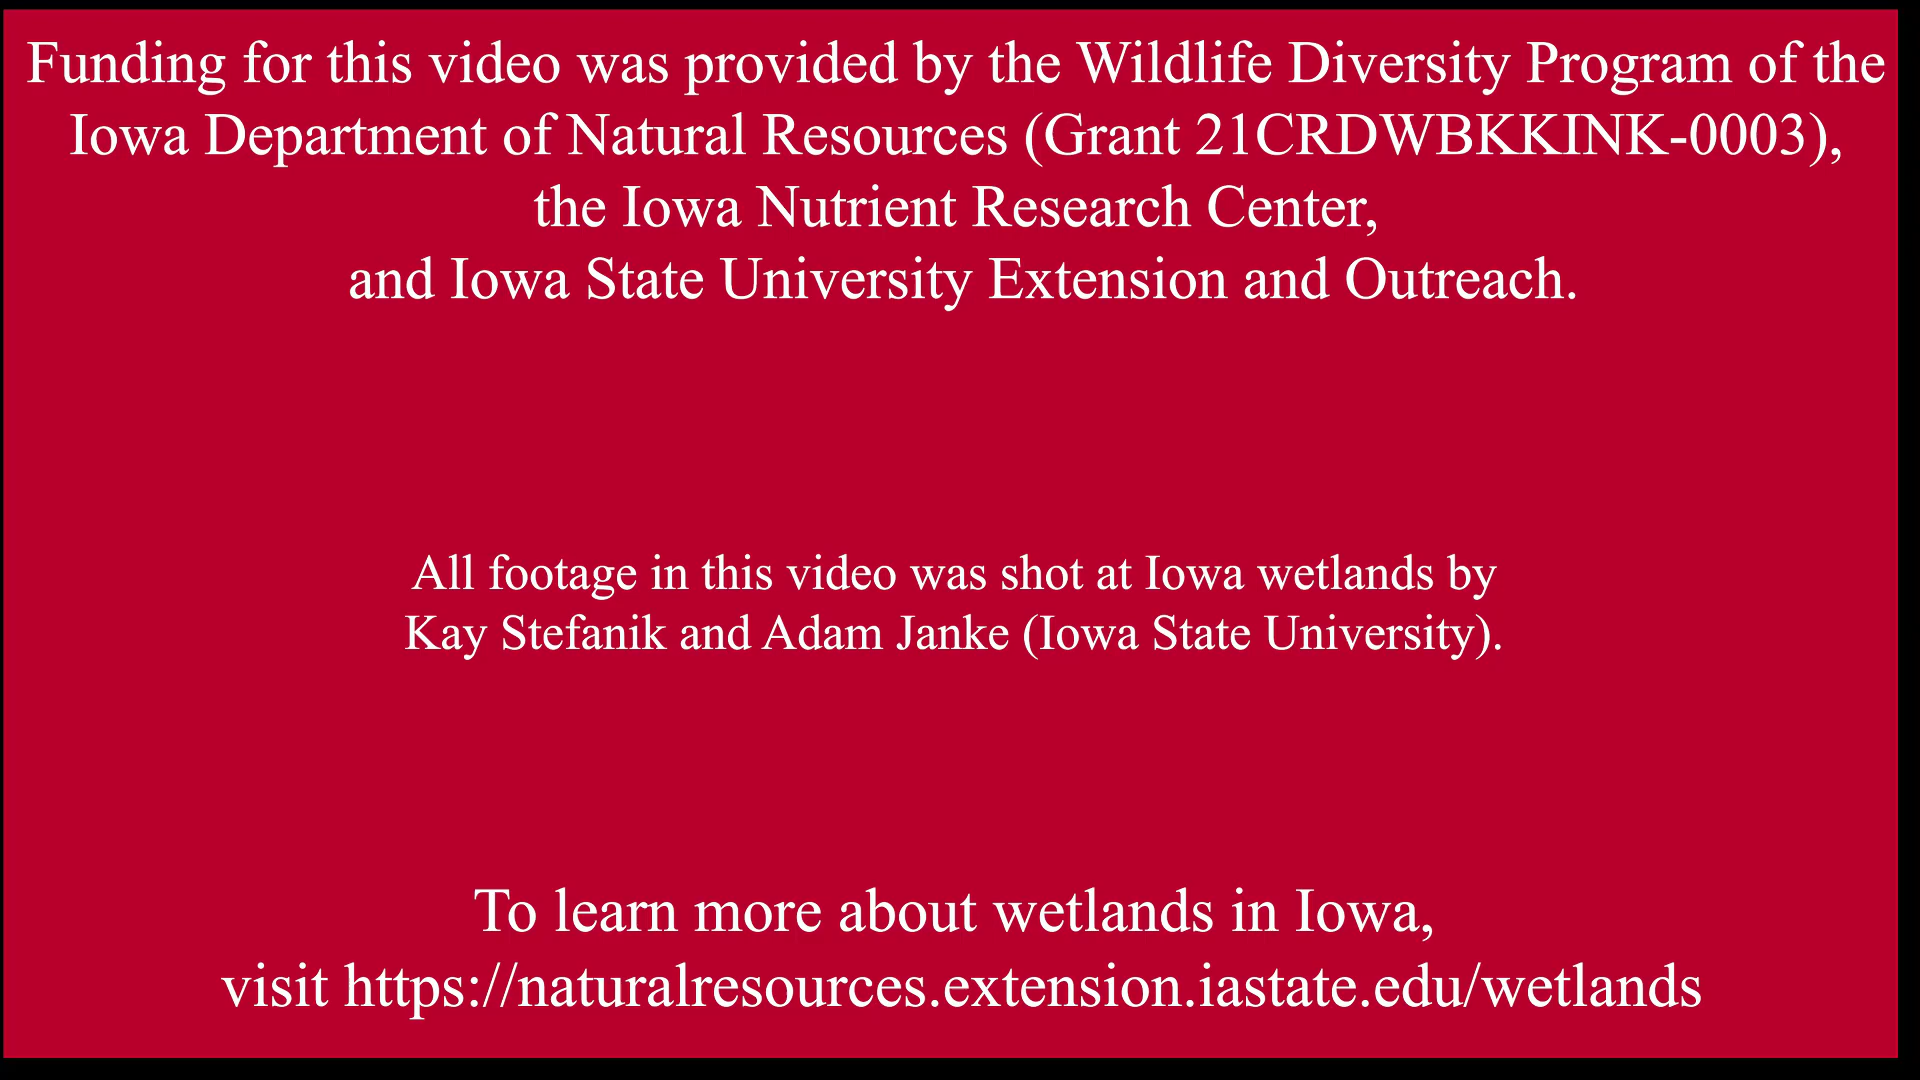 Funding for this video was provided by the Wildlife Diversity Program of the
Iowa Department of Natural Resources (Grant 21CRDWBKKINK-0003),
the Iowa Nutrient Research Center,
and Iowa State University Extension and Outreach.
All footage in this video was shot at Iowa wetlands by
Kay Stefanik and Adam Janke (Iowa State University).
To learn more about wetlands in Iowa,
visit https://naturalresources.extension.iastate.edu/wetlands